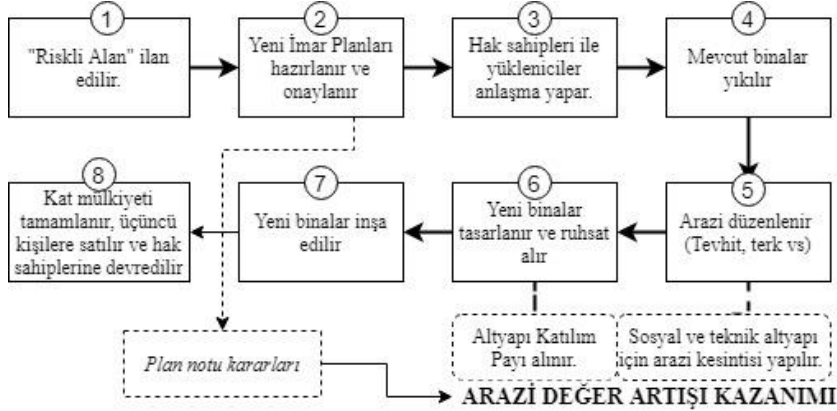 1
"Riskli Alan" ilan
edilir.
2
Yeni İmar Planları
hazırlanır ve
onaylanır
3
Hak sahipleri ile
yükleniciler
anlaşma yapar.
4
Mevcut binalar
yıkılır
5
Arazi düzenlenir
(Tevhit, terk vs)
6
Yeni binalar
tasarlanır ve ruhsat
alır
7
Yeni binalar inşa
edilir
8
Kat mülkiyeti
tamamlanır, üçüncü
kişilere satılır ve hak
sahiplerine devredilir
Plan notu kararları
Altyapı Katılım
Payı alınır.
Sosyal ve teknik altyapı
için arazi kesintisi yapılır.
ARAZİ DEĞER ARTIŞI KAZANIMI